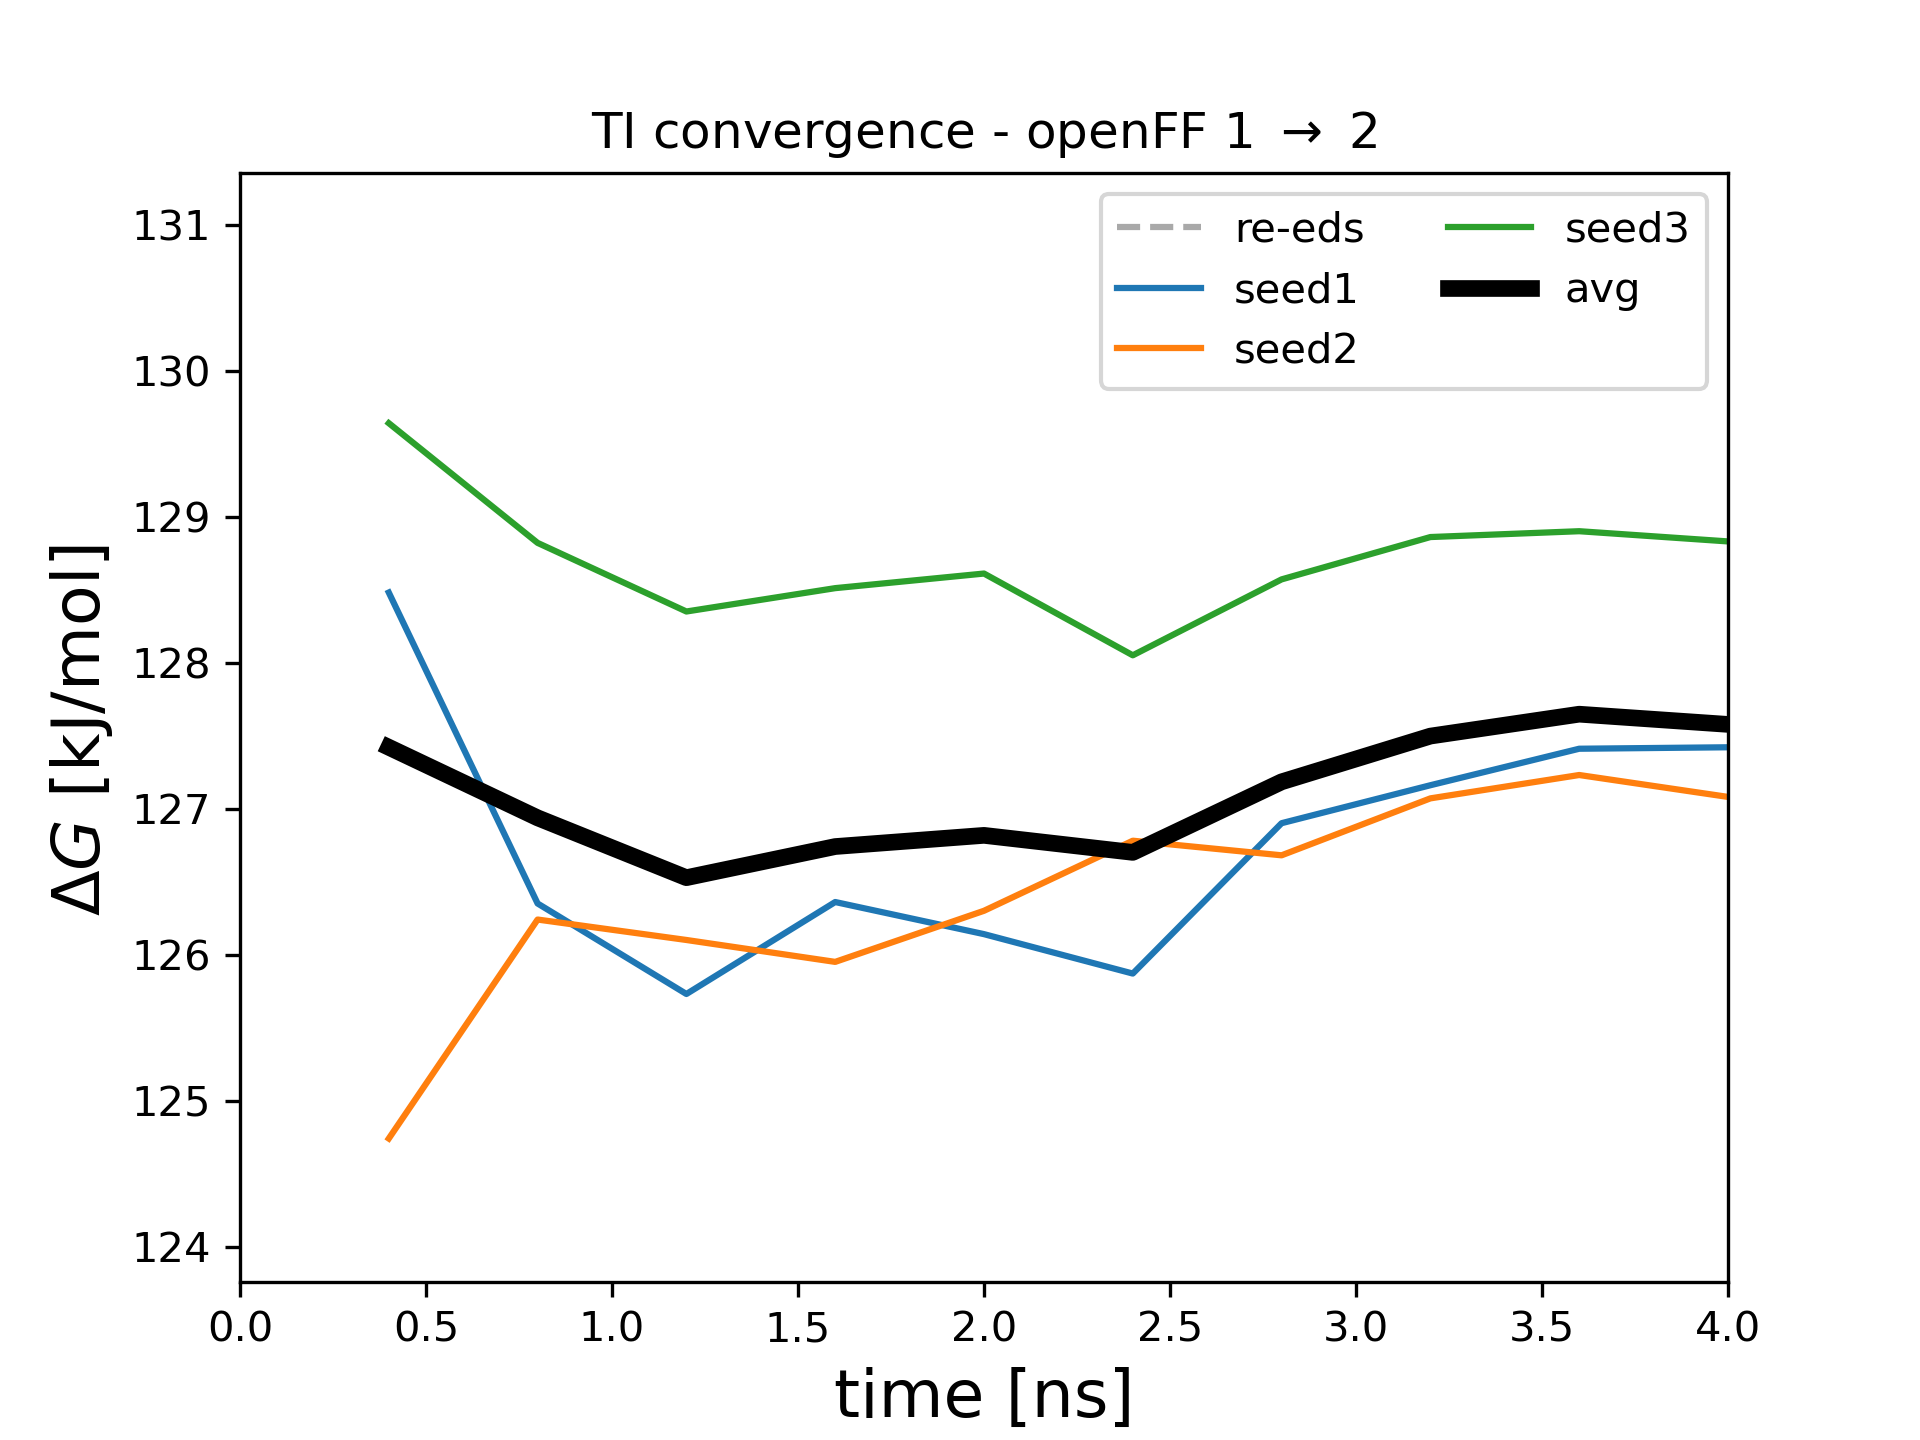 TI convergence - openFF 1 → 2
re-eds
seed1
seed2
seed3
avg
ΔG [kJ/mol]
131
130
129
128
127
126
125
124
0.0 0.5 1.0 1.5 2.0 2.5 3.0 3.5 4.0
time [ns]